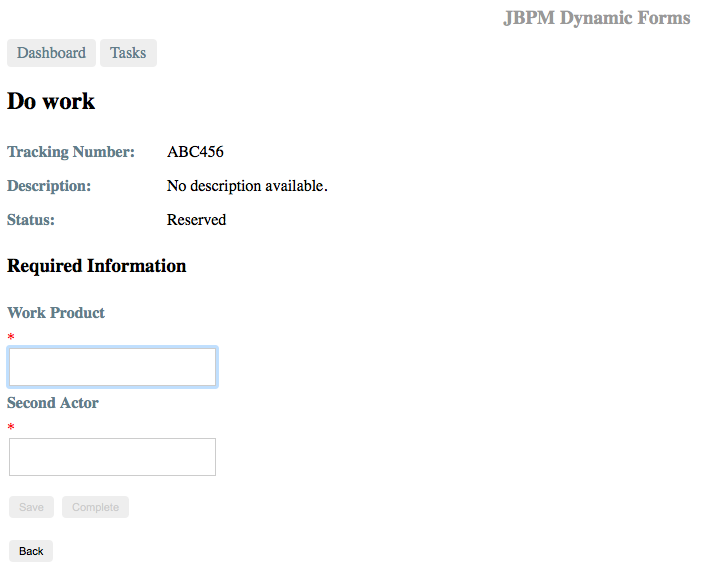 JBPM Dynamic Forms
Dashboard Tasks
Do work
Tracking Number: ABC456
Description: No description available.
Status: Reserved
Required Information
Work Product
*
Second Actor
*
Save Complete
Back